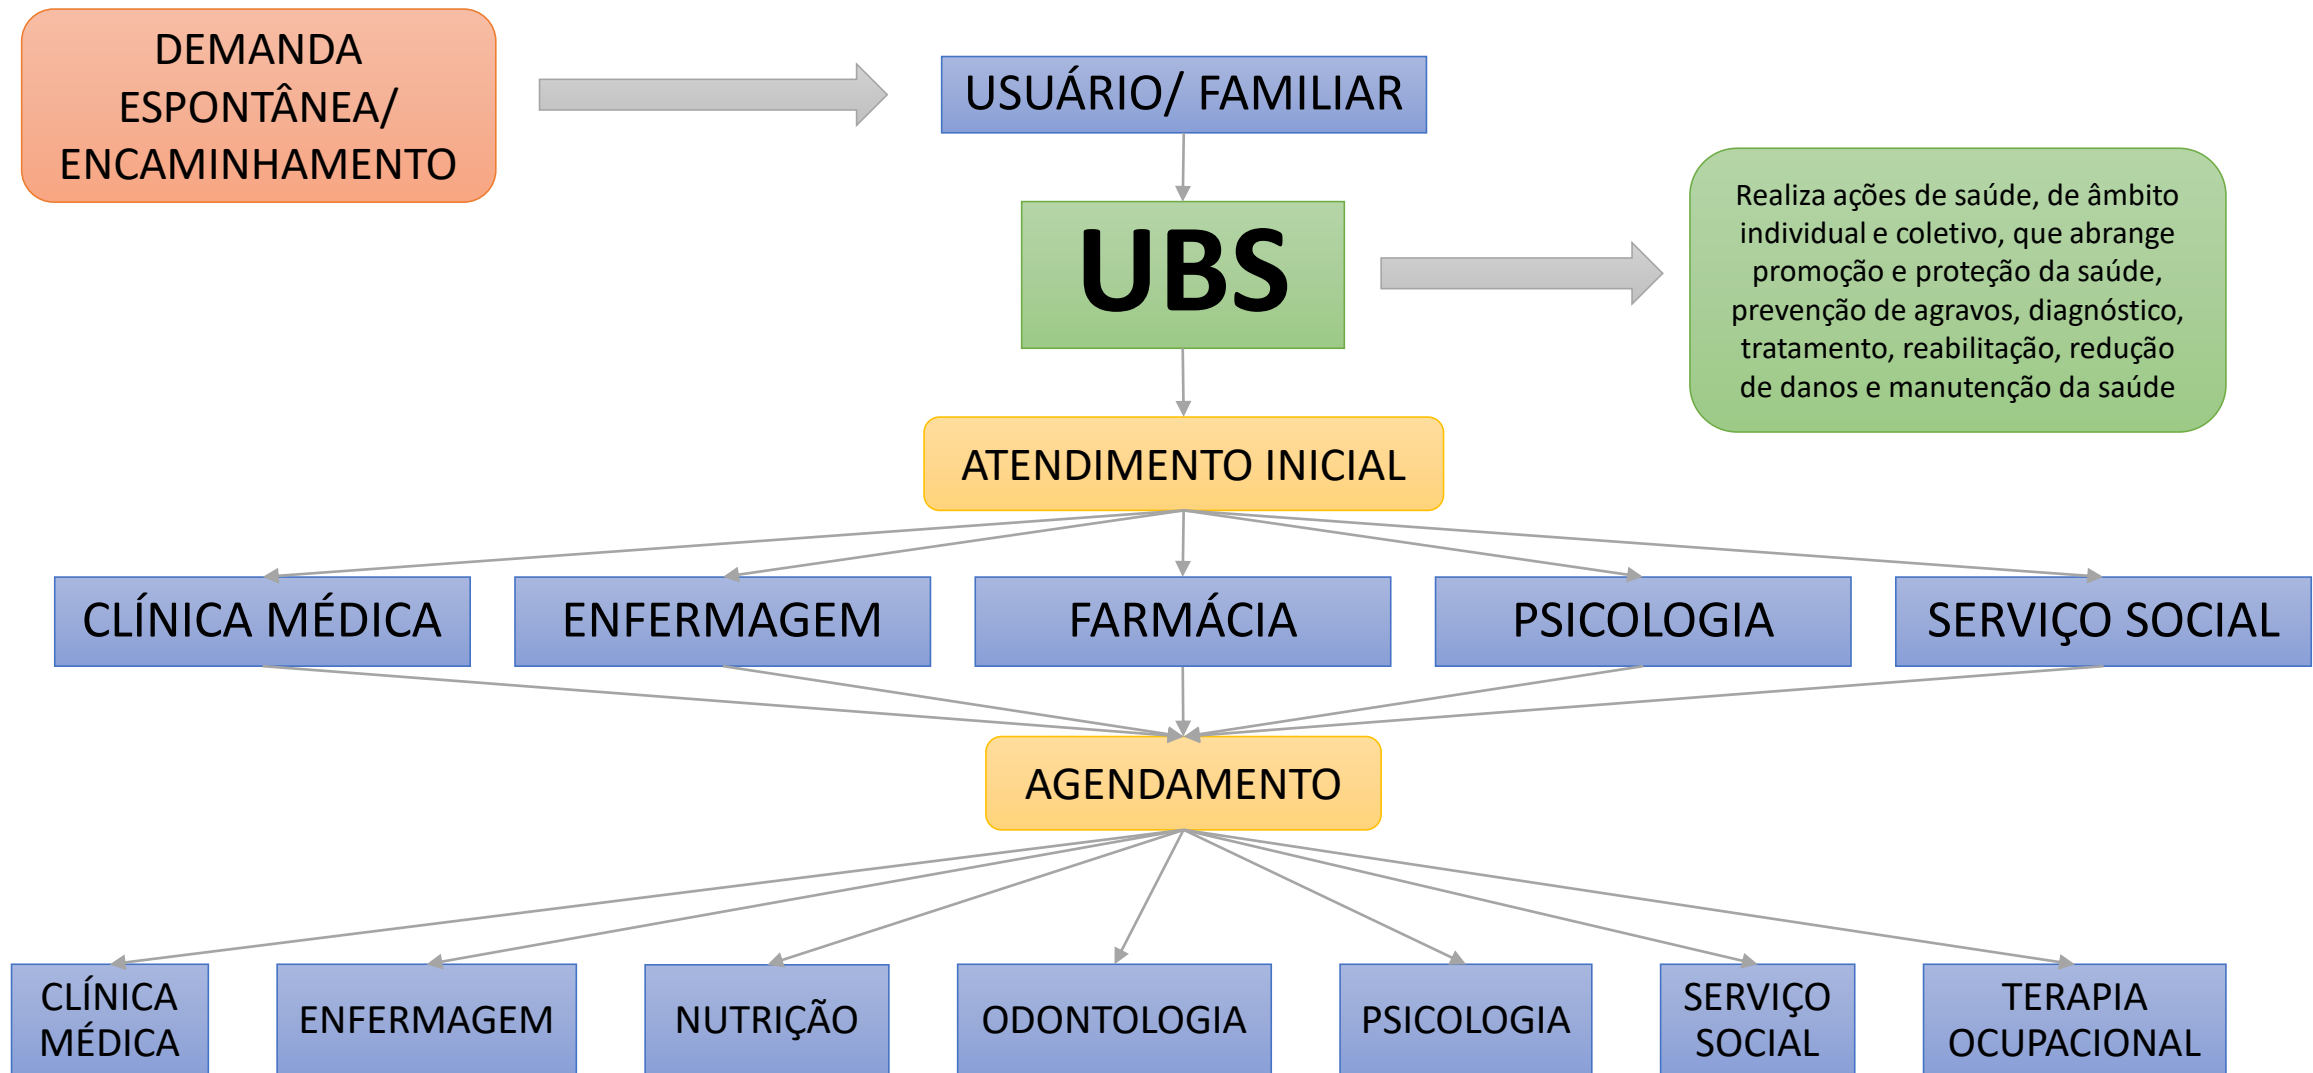 DEMANDA
ESPONTÂNEA/
ENCAMINHAMENTO
USUÁRIO/ FAMILIAR
UBS
Realiza ações de saúde, de âmbito
individual e coletivo, que abrange
promoção e proteção da saúde,
prevenção de agravos, diagnóstico,
tratamento, reabilitação, redução
de danos e manutenção da saúde
ATENDIMENTO INICIAL
CLÍNICA MÉDICA
ENFERMAGEM
FARMÁCIA
PSICOLOGIA
SERVIÇO SOCIAL
AGENDAMENTO
CLÍNICA
MÉDICA
ENFERMAGEM
NUTRIÇÃO
ODONTOLOGIA
PSICOLOGIA
SERVIÇO
SOCIAL
TERAPIA
OCUPACIONAL